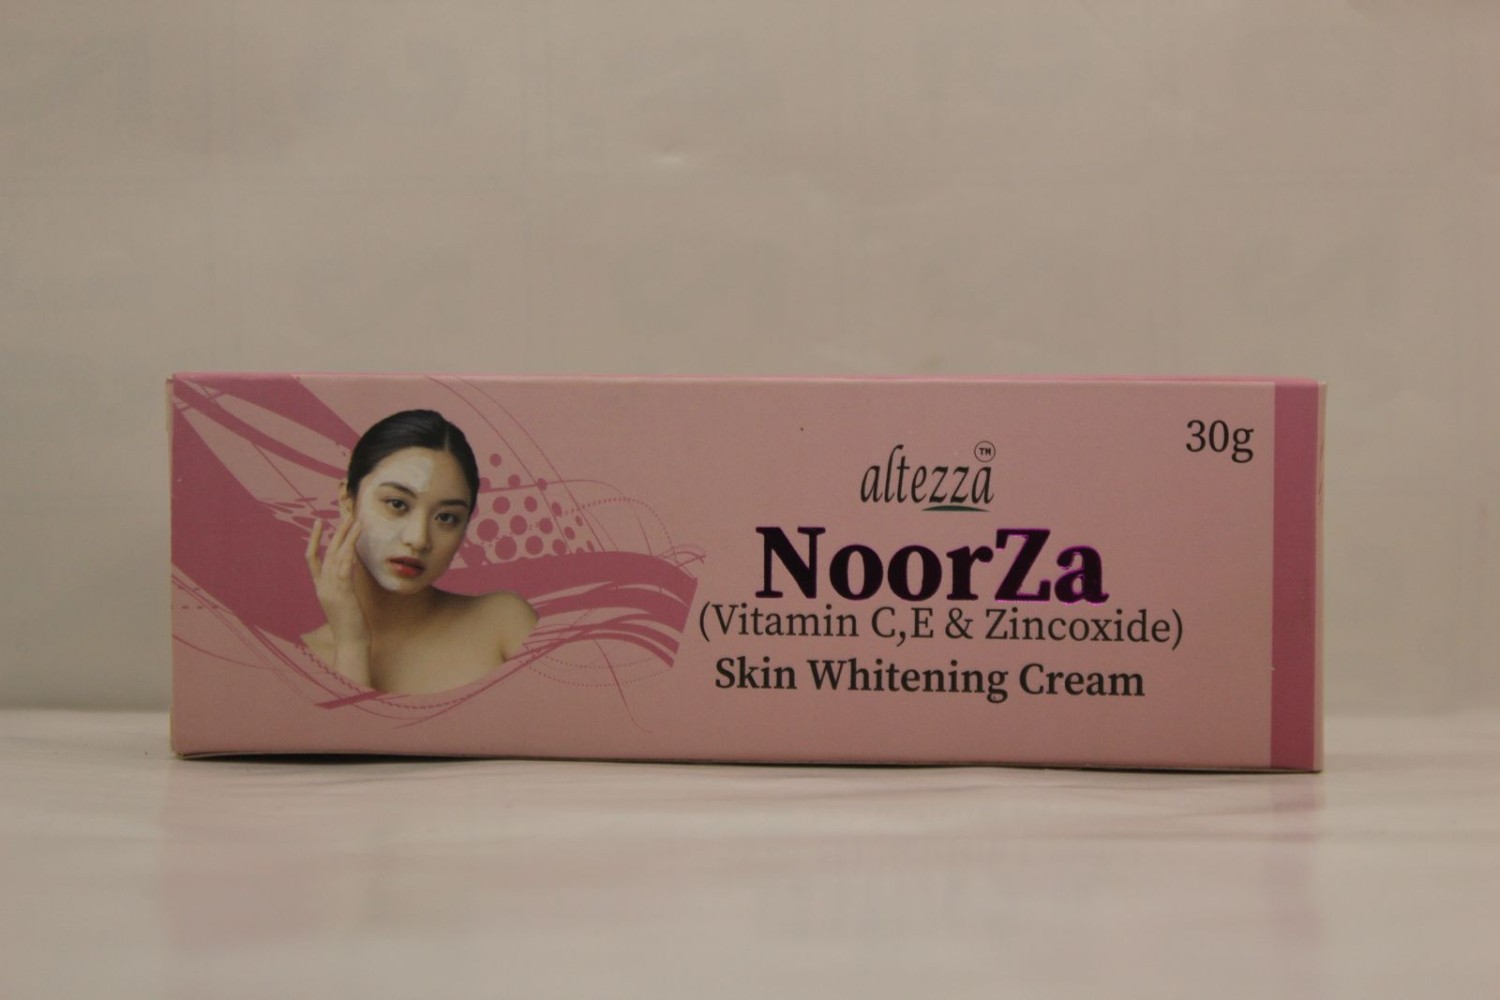 30g
altezza™
NoorZa
(Vitamin C,E & Zincoxide)
Skin Whitening Cream